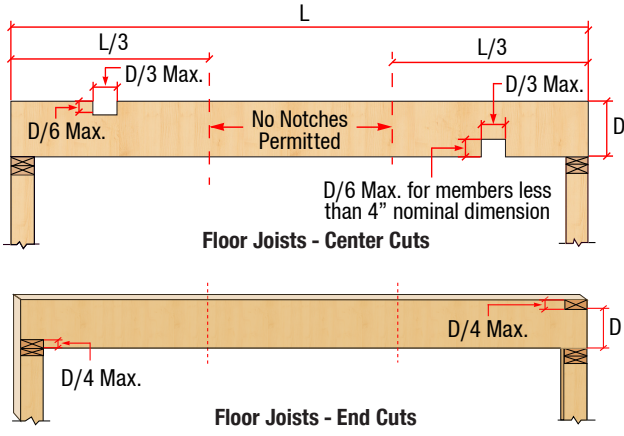 L
L/3
L/3
D/3 Max.
D/3 Max.
D/6 Max.
No Notches
Permitted
D
D/6 Max. for members less
than 4” nominal dimension
Floor Joists - Center Cuts
D/4 Max.
D
D/4 Max.
Floor Joists - End Cuts